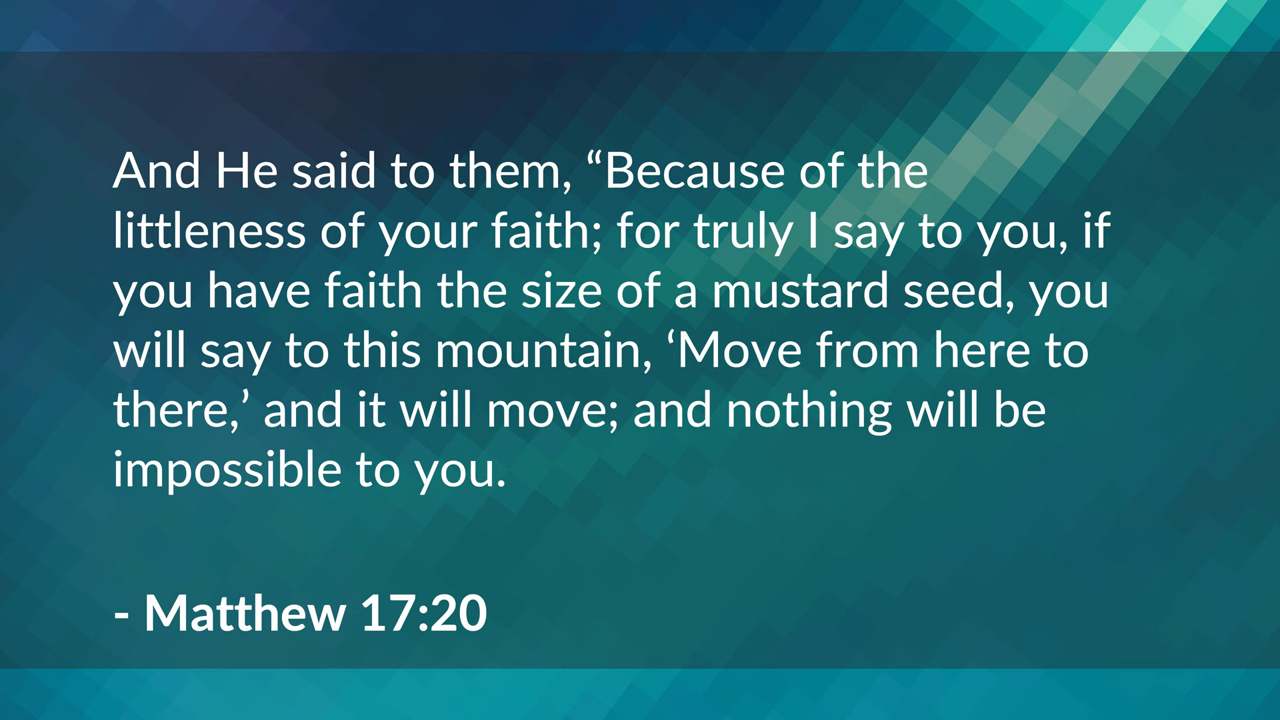 And He said to them, “Because of the
littleness of your faith; for truly I say to you, if
you have faith the size of a mustard seed, you
will say to this mountain, ‘Move from here to
there,’ and it will move; and nothing will be
impossible to you.
- Matthew 17:20